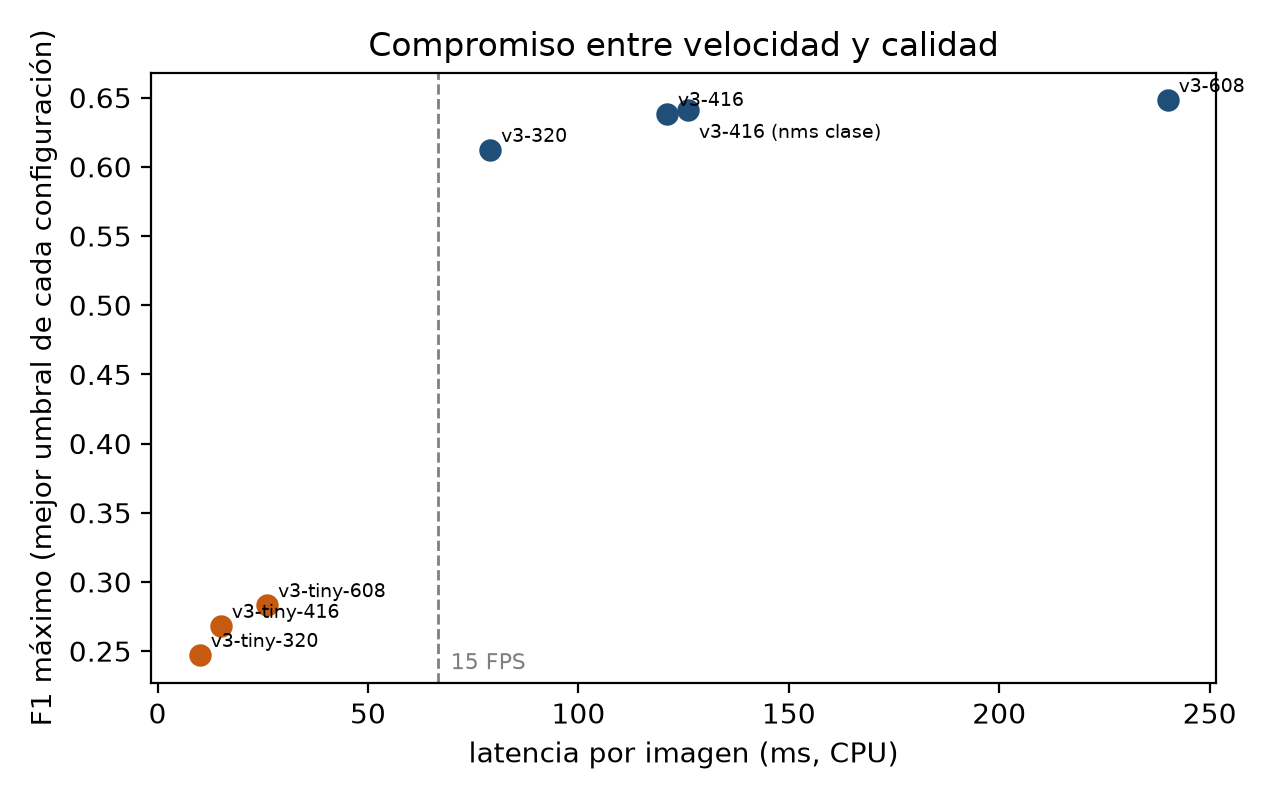 Compromiso entre velocidad y calidad
F1 máximo (mejor umbral de cada configuración)
0.65
0.60
0.55
0.50
0.45
0.40
0.35
0.30
0.25
v3-608
v3-416
v3-416 (nms clase)
v3-320
v3-tiny-608
v3-tiny-416
v3-tiny-320
15 FPS
0
50
100
150
200
250
latencia por imagen (ms, CPU)